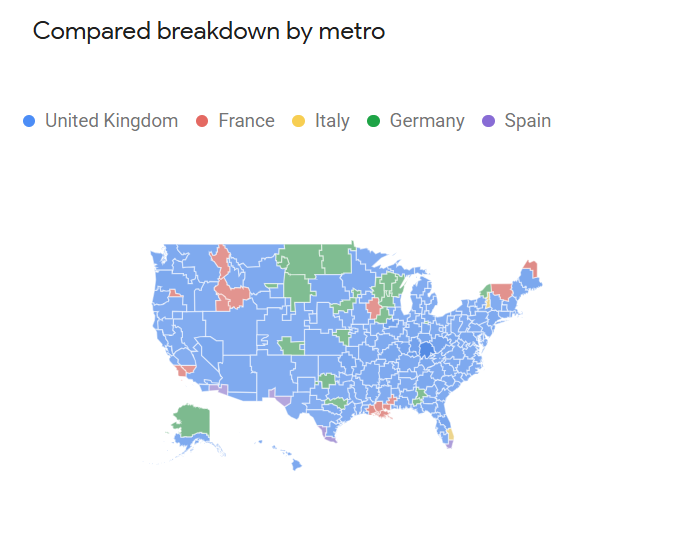 Compared breakdown by metro
United Kingdom France Italy Germany Spain